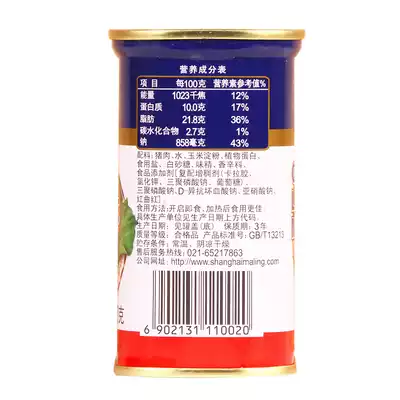 营养成分表
项目 每100克 营养素参考值%
能量 1023千焦 12%
蛋白质 10.0克 17%
脂肪 21.8克 36%
碳水化合物 2.7克 1%
钠 858毫克 43%
配料:猪肉、水、玉米淀粉、植物蛋白、
食用盐、白砂糖、味精、香辛料、
食品添加剂[复配增稠剂(卡拉胶、
氯化钾、三聚磷酸钠、葡萄糖)、
三聚磷酸钠、D-异抗坏血酸钠、亚硝酸钠、
红曲红]。
食用方法:开启即食,加热后食用更佳
具体生产单位见生产日期上方代码。
生产日期:见罐盖(底) 保质期:3年
质量等级:合格品 产品标准号:GB/T13213
贮存条件:常温、阴凉干燥
售后服务热线:021-65217863
公司网址:http://www.shanghaimaling.com
克
6 902131 110020